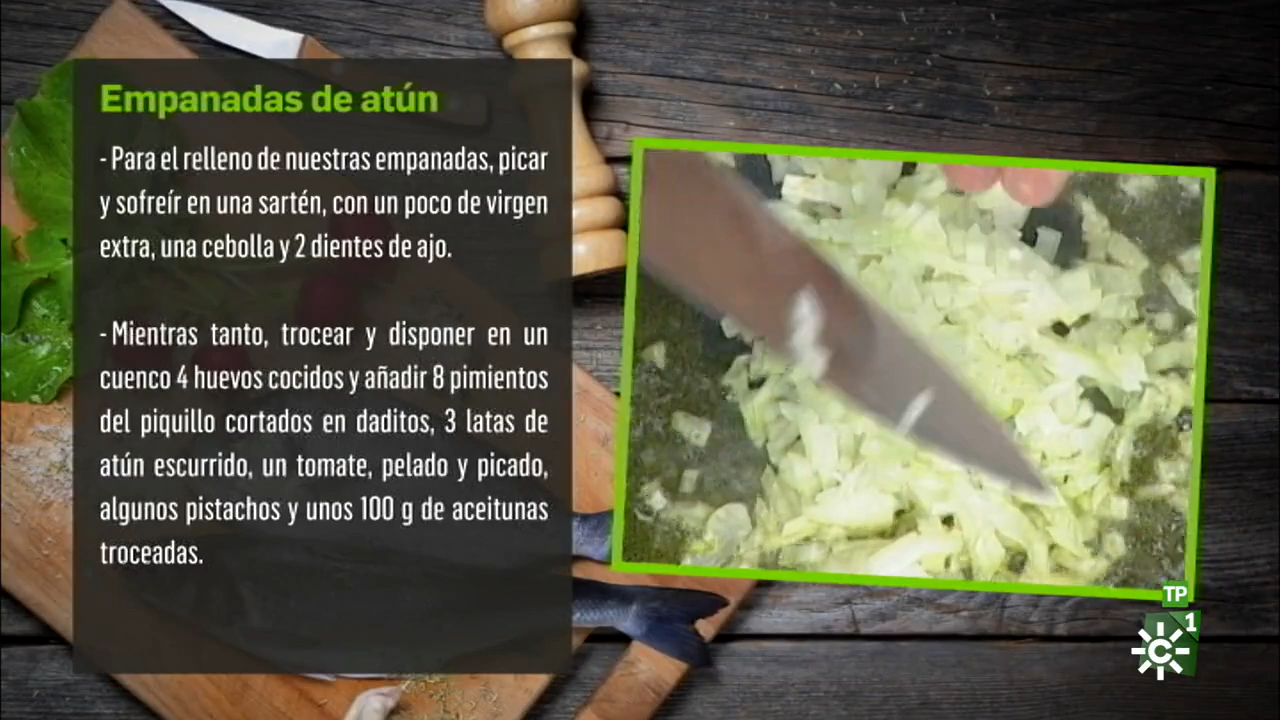 Empanadas de atún
- Para el relleno de nuestras empanadas, picar
y sofreír en una sartén, con un poco de virgen
extra, una cebolla y 2 dientes de ajo.
- Mientras tanto, trocear y disponer en un
cuenco 4 huevos cocidos y añadir 8 pimientos
del piquillo cortados en daditos, 3 latas de
atún escurrido, un tomate, pelado y picado,
algunos pistachos y unos 100 g de aceitunas
troceadas.
TP
1
C